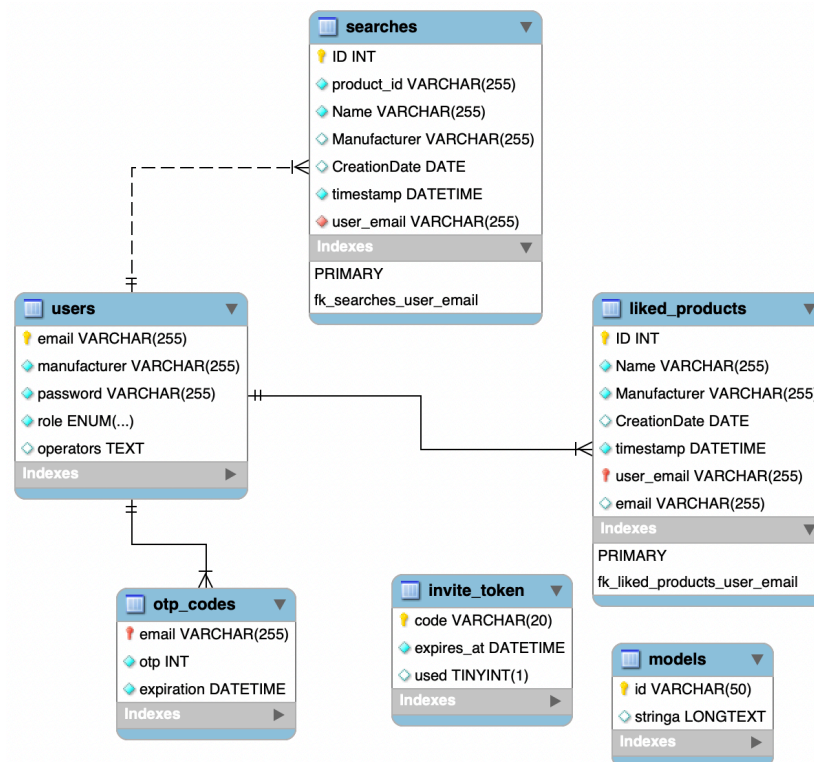 searches
ID INT
product_id VARCHAR(255)
Name VARCHAR(255)
Manufacturer VARCHAR(255)
CreationDate DATE
timestamp DATETIME
user_email VARCHAR(255)
Indexes
PRIMARY
fk_searches_user_email
users
email VARCHAR(255)
manufacturer VARCHAR(255)
password VARCHAR(255)
role ENUM(...)
operators TEXT
Indexes
liked_products
ID INT
Name VARCHAR(255)
Manufacturer VARCHAR(255)
CreationDate DATE
timestamp DATETIME
user_email VARCHAR(255)
email VARCHAR(255)
Indexes
PRIMARY
fk_liked_products_user_email
otp_codes
email VARCHAR(255)
otp INT
expiration DATETIME
Indexes
invite_token
code VARCHAR(20)
expires_at DATETIME
used TINYINT(1)
Indexes
models
id VARCHAR(50)
stringa LONGTEXT
Indexes